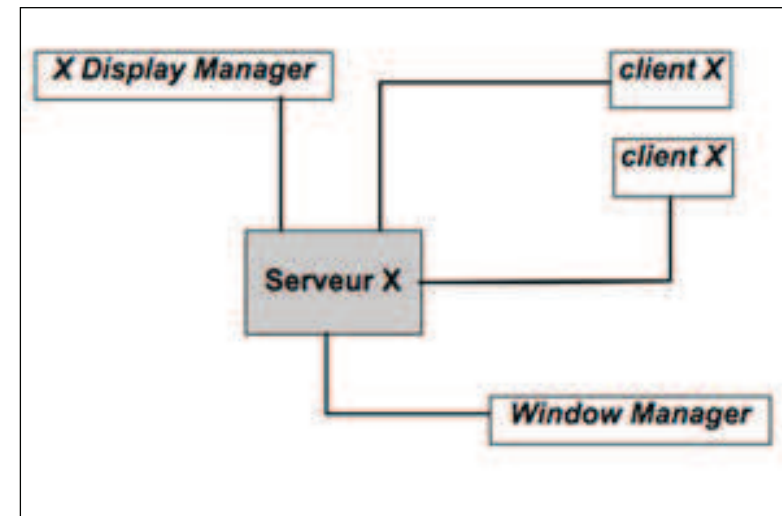 X Display Manager
client X
client X
Serveur X
Window Manager